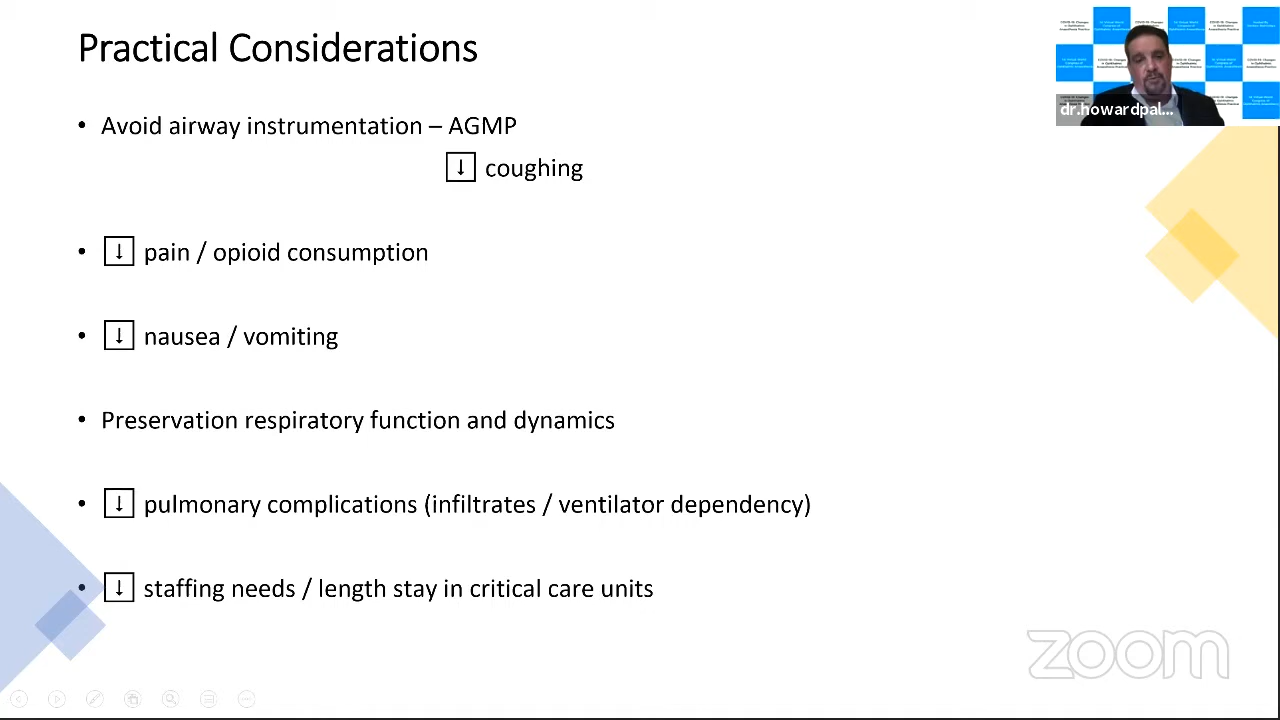 Practical Considerations
• Avoid airway instrumentation – AGMP
↓ coughing
• ↓ pain / opioid consumption
• ↓ nausea / vomiting
• Preservation respiratory function and dynamics
• ↓ pulmonary complications (infiltrates / ventilator dependency)
• ↓ staffing needs / length stay in critical care units
dr.howardpal...
zoom